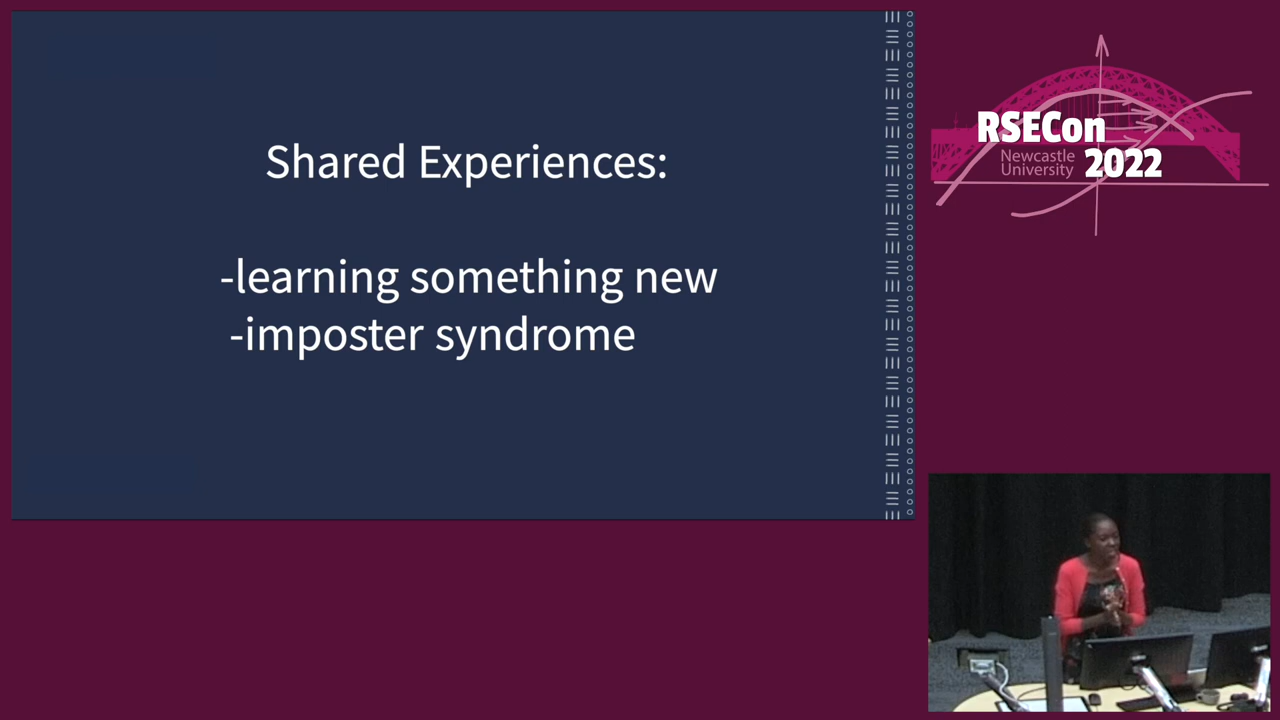 Shared Experiences:
-learning something new
-imposter syndrome
RSECon
Newcastle
University
2022